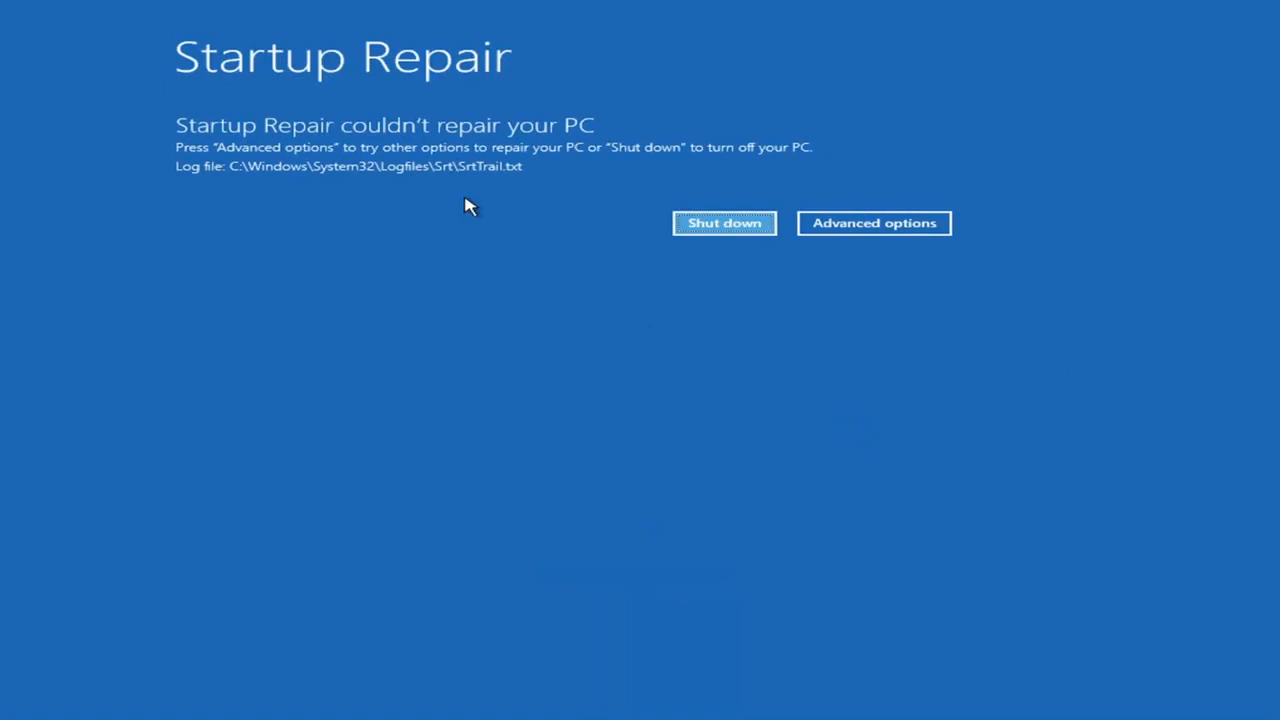 Startup Repair
Startup Repair couldn't repair your PC
Press "Advanced options" to try other options to repair your PC or "Shut down" to turn off your PC.
Log file: C:\Windows\System32\Logfiles\Srt\SrtTrail.txt
Shut down Advanced options